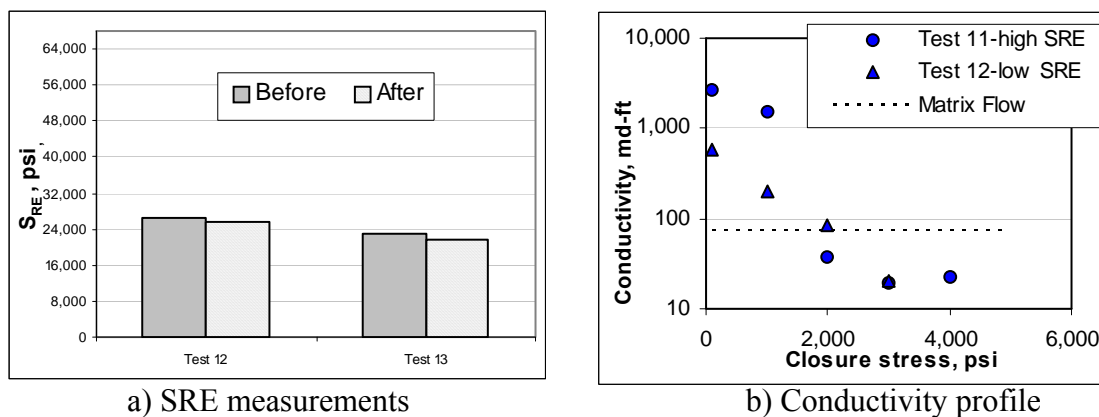 64,000
56,000
48,000
40,000
32,000
24,000
16,000
8,000
0
SRE, psi,
Before After
Test 12 Test 13
a) SRE measurements
10,000
1,000
100
10
Conductivity, md-ft
Test 11-high SRE
Test 12-low SRE
Matrix Flow
0 2,000 4,000 6,000
Closure stress, psi
b) Conductivity profile